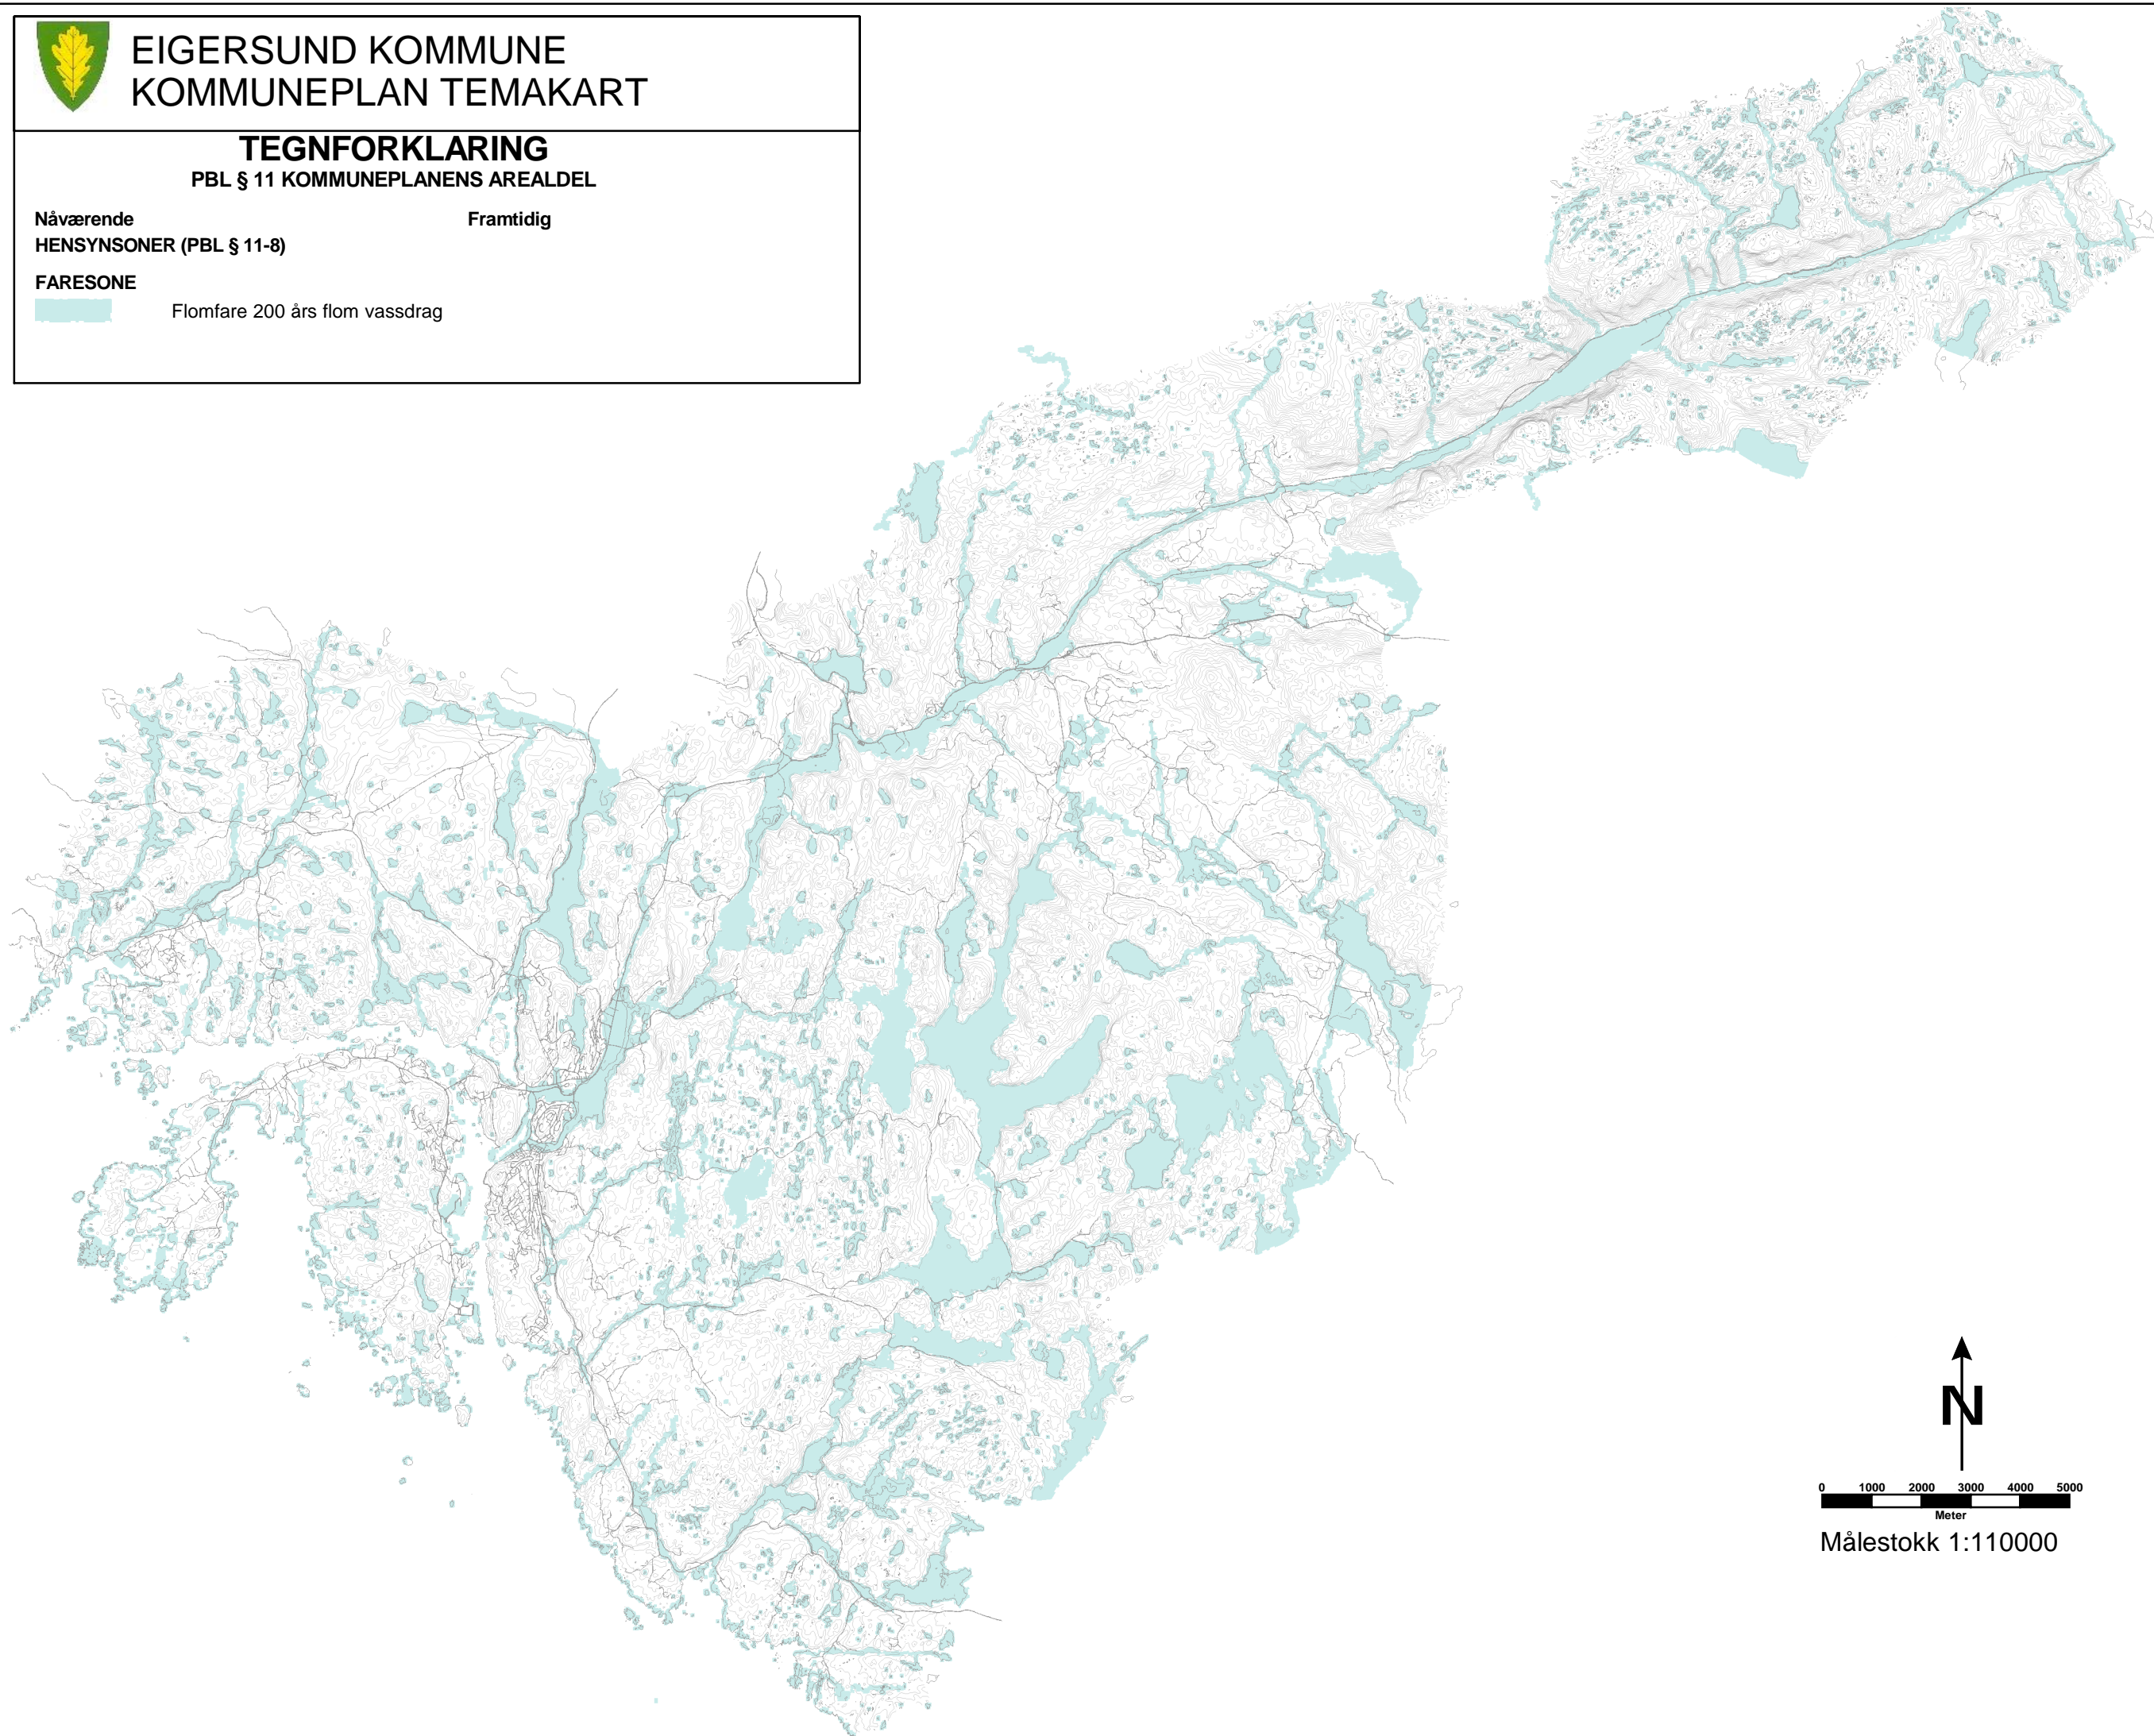 EIGERSUND KOMMUNE
KOMMUNEPLAN TEMAKART
TEGNFORKLARING
PBL § 11 KOMMUNEPLANENS AREALDEL
Nåværende Framtidig
HENSYNSONER (PBL § 11-8)
FARESONE
Flomfare 200 års flom vassdrag
N
0 1000 2000 3000 4000 5000
Meter
Målestokk 1:110000